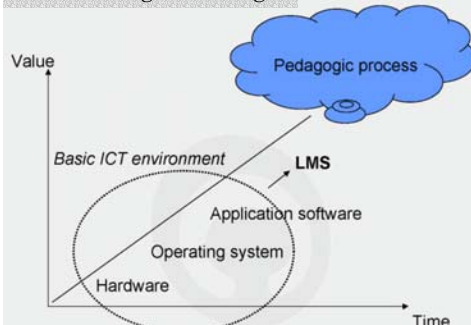 Value
Pedagogic process
Basic ICT environment
LMS
Application software
Operating system
Hardware
Time